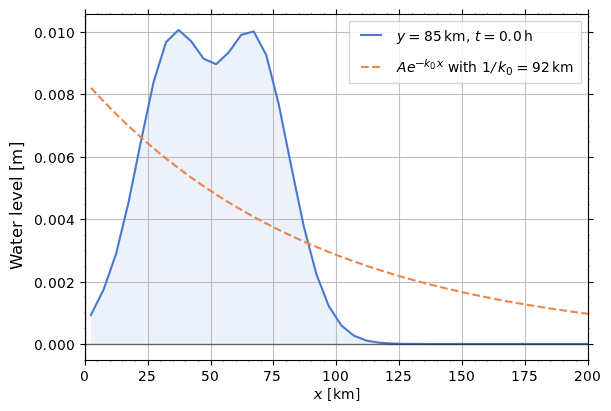 Water level [m]
0.010
0.008
0.006
0.004
0.002
0.000
0 25 50 75 100 125 150 175 200
x [km]
y = 85 km, t = 0.0 h
Ae^{-k_0 x} with 1/k_0 = 92 km